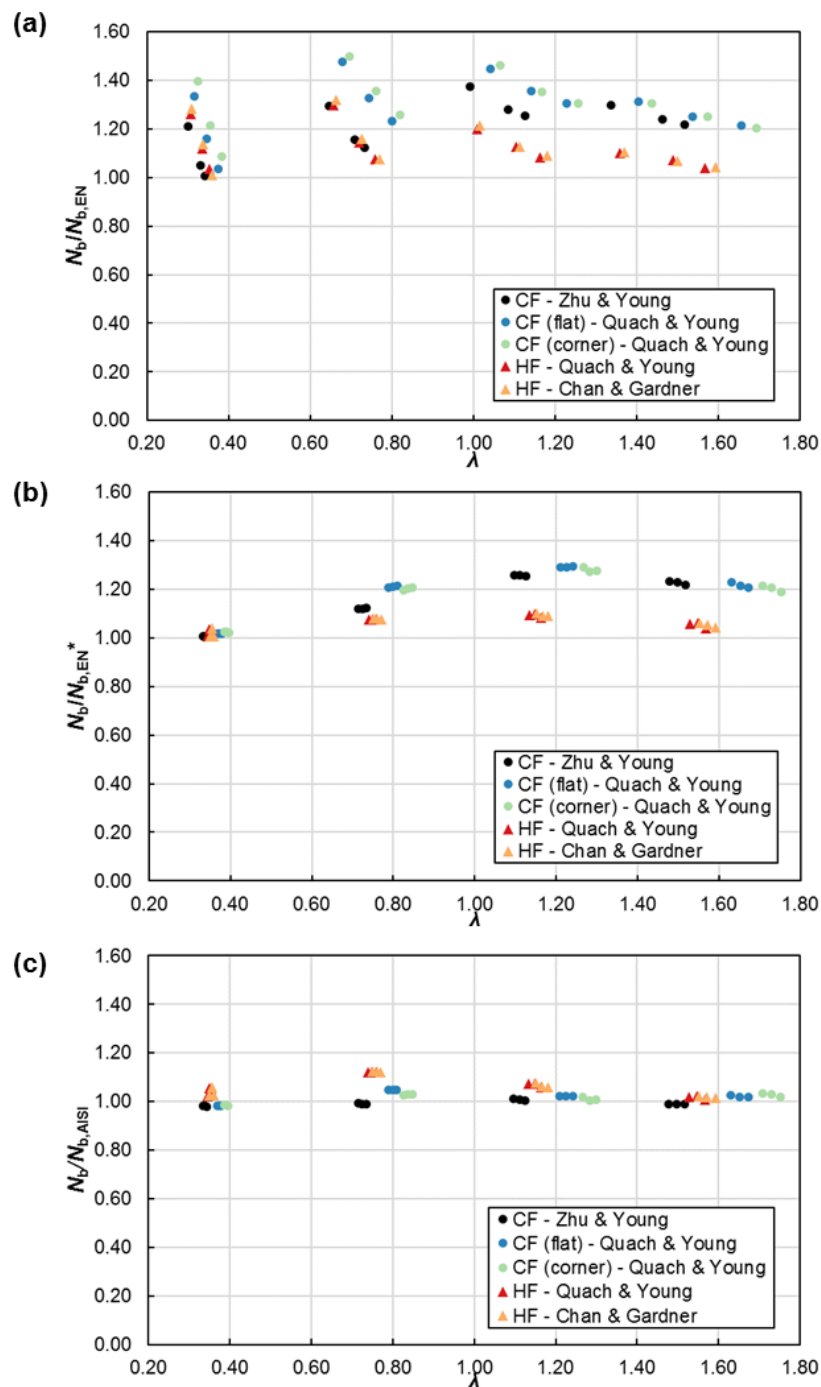 (a)
1.60
1.40
1.20
1.00
0.80
0.60
0.40
0.20
0.00
N_b/N_b,EN
CF - Zhu & Young
CF (flat) - Quach & Young
CF (corner) - Quach & Young
HF - Quach & Young
HF - Chan & Gardner
0.20 0.40 0.60 0.80 1.00 1.20 1.40 1.60 1.80
λ
(b)
1.60
1.40
1.20
1.00
0.80
0.60
0.40
0.20
0.00
N_b/N_b,EN*
CF - Zhu & Young
CF (flat) - Quach & Young
CF (corner) - Quach & Young
HF - Quach & Young
HF - Chan & Gardner
0.20 0.40 0.60 0.80 1.00 1.20 1.40 1.60 1.80
λ
(c)
1.60
1.40
1.20
1.00
0.80
0.60
0.40
0.20
0.00
N_b/N_b,AISI
CF - Zhu & Young
CF (flat) - Quach & Young
CF (corner) - Quach & Young
HF - Quach & Young
HF - Chan & Gardner
0.20 0.40 0.60 0.80 1.00 1.20 1.40 1.60 1.80
λ